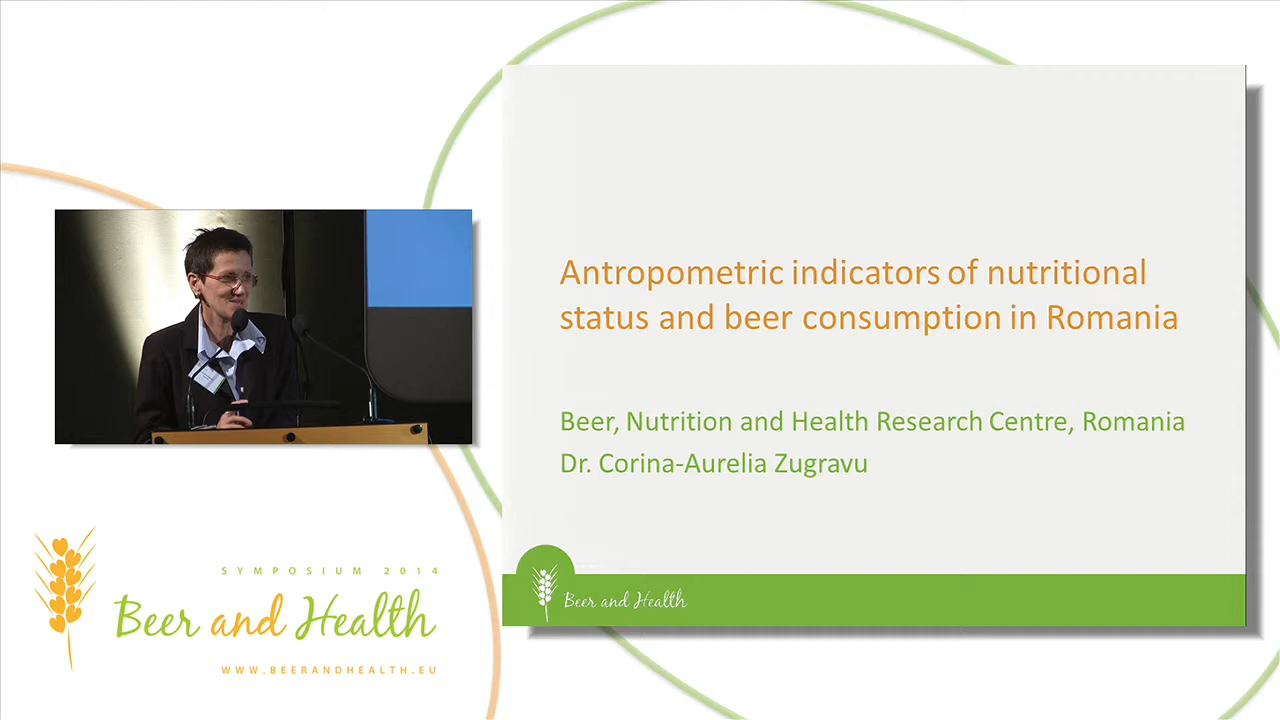 Antropometric indicators of nutritional
status and beer consumption in Romania
Beer, Nutrition and Health Research Centre, Romania
Dr. Corina-Aurelia Zugravu
Beer and Health
SYMPOSIUM 2014
Beer and Health
WWW.BEERANDHEALTH.EU